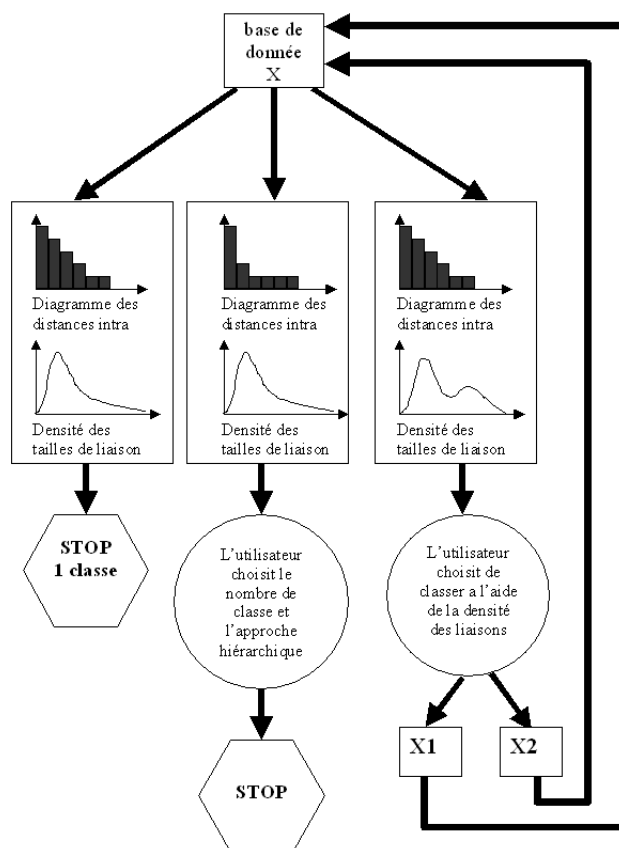 base de
donnée
X
Diagramme des
distances intra
Densité des
tailles de liaison
Diagramme des
distances intra
Densité des
tailles de liaison
Diagramme des
distances intra
Densité des
tailles de liaison
STOP
1 classe
L'utilisateur
choisit le
nombre de
classe et
l'approche
hiérarchique
L'utilisateur
choisit de
classer a l'aide
de la densité
des liaisons
X1
X2
STOP